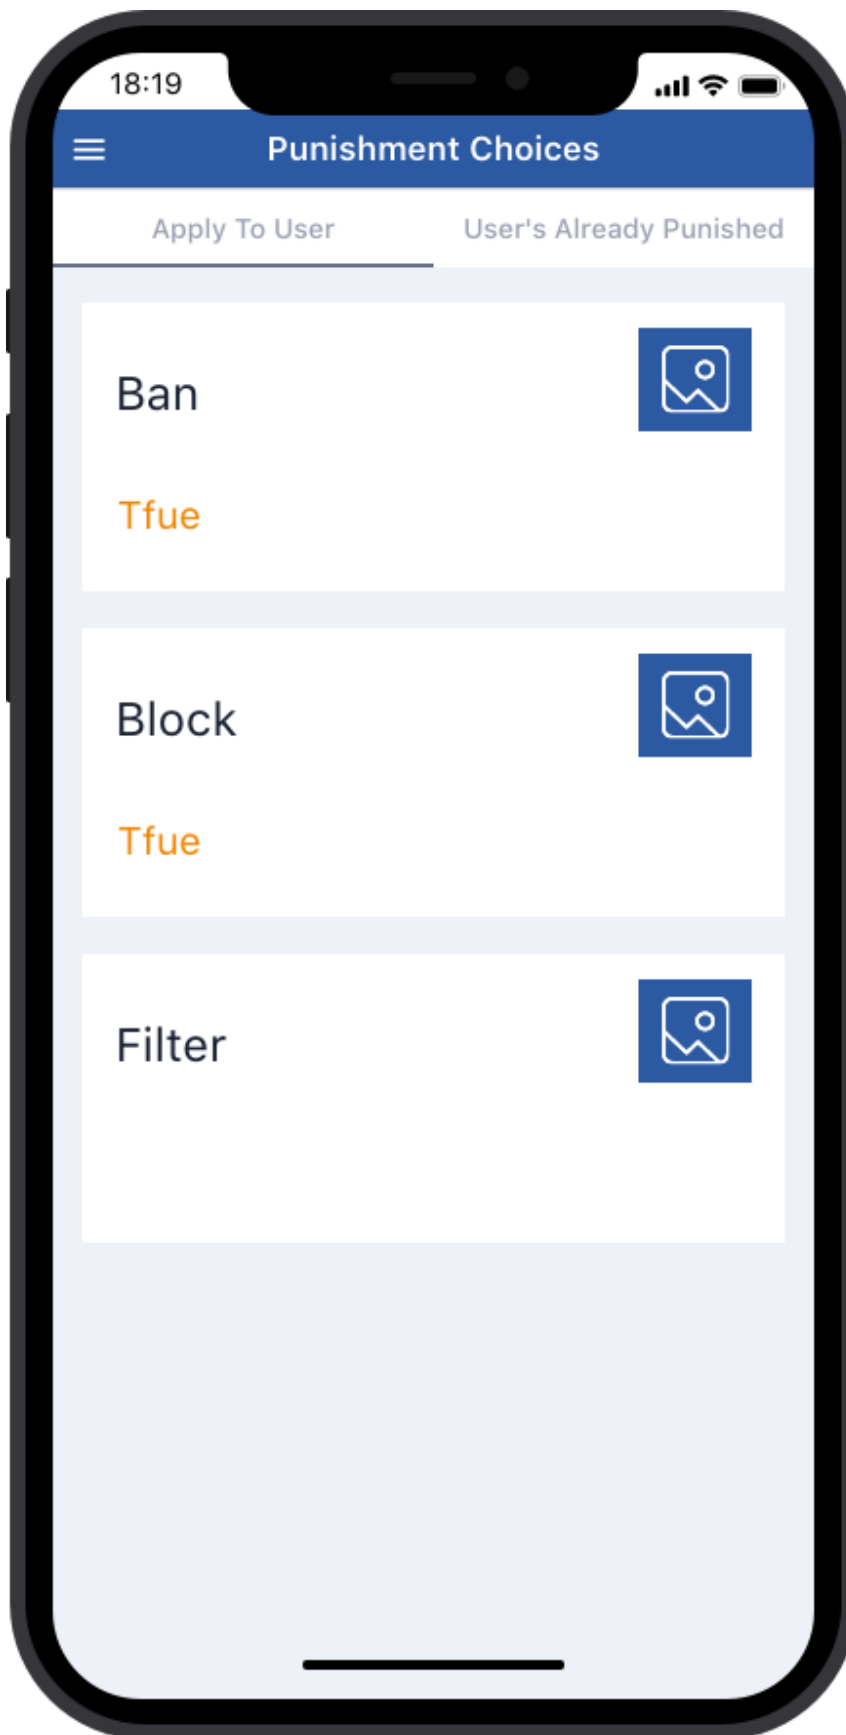 18:19
Punishment Choices
Apply To User
User's Already Punished
Ban
Tfue
Block
Tfue
Filter